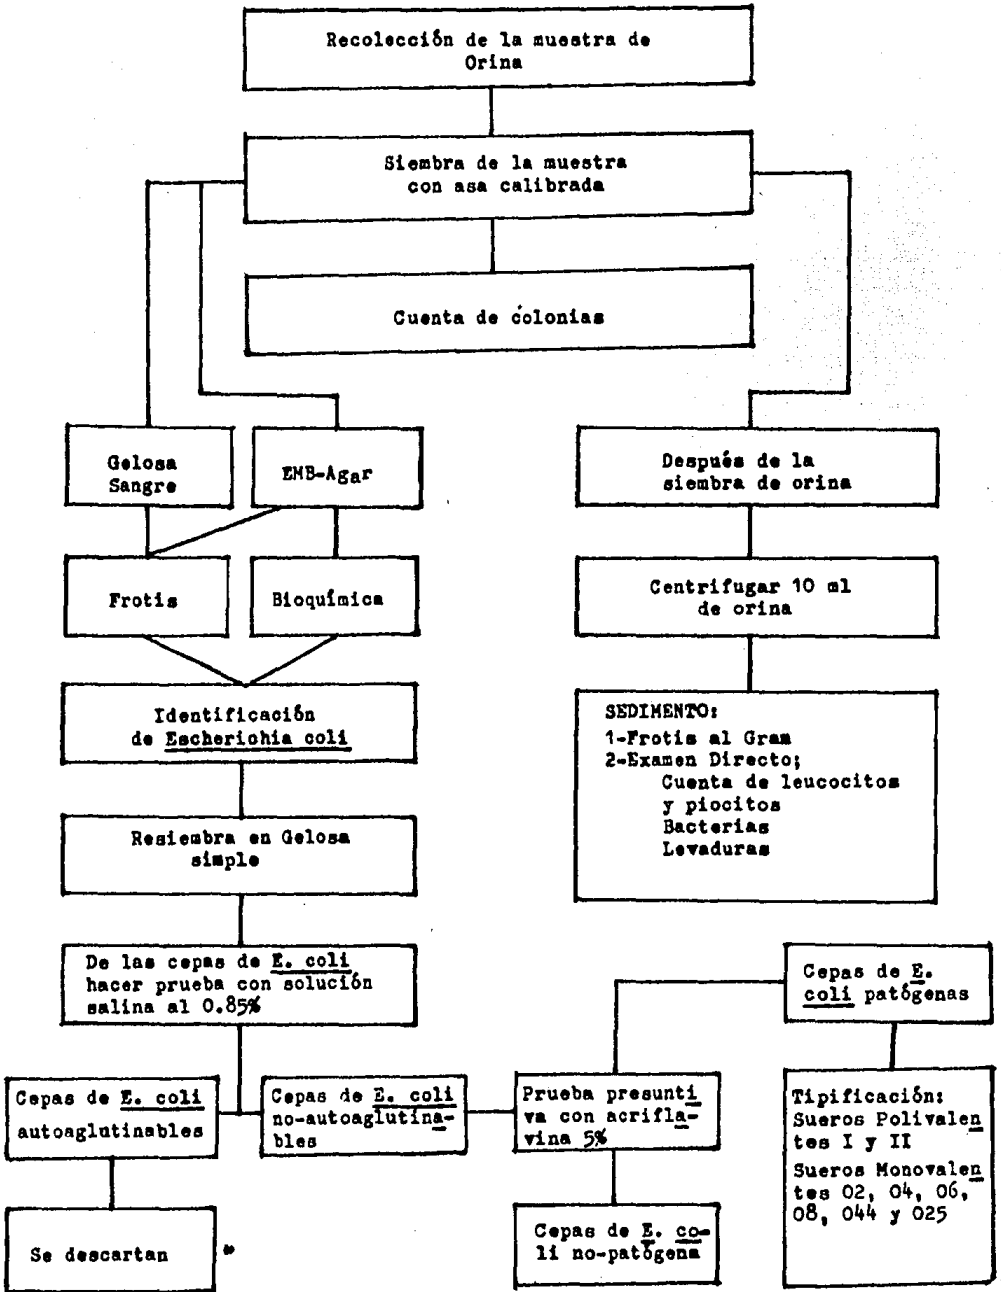 Recolección de la muestra de
Orina
Siembra de la muestra
con asa calibrada
Cuenta de colonias
Gelosa
Sangre
EMB-Agar
Después de la
siembra de orina
Frotis
Bioquímica
Centrifugar 10 ml
de orina
Identificación
de Escherichia coli
SEDIMENTO:
1-Frotis al Gram
2-Examen Directo;
Cuenta de leucocitos
y piocitos
Bacterias
Levaduras
Resiembra en Gelosa
simple
De las cepas de E. coli
hacer prueba con solución
salina al 0.85%
Cepas de E.
coli patógenas
Cepas de E. coli
autoaglutinables
Cepas de E. coli
no-autoaglutina-
bles
Prueba presunti
va con acrifla-
vina 5%
Tipificación:
Sueros Polivalen
tes I y II
Sueros Monovalen
tes 02, 04, 06,
08, 044 y 025
Se descartan
Cepas de E. co-
li no-patógena